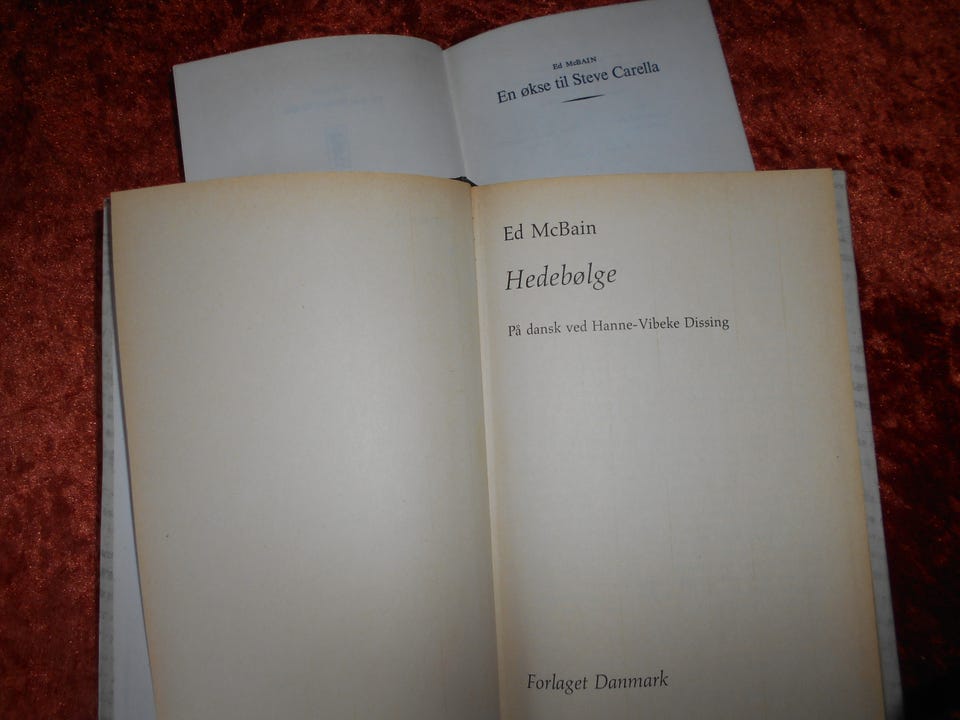 Ed McBAIN
En økse til Steve Carella
Ed McBain
Hedebølge
På dansk ved Hanne-Vibeke Dissing
Forlaget Danmark